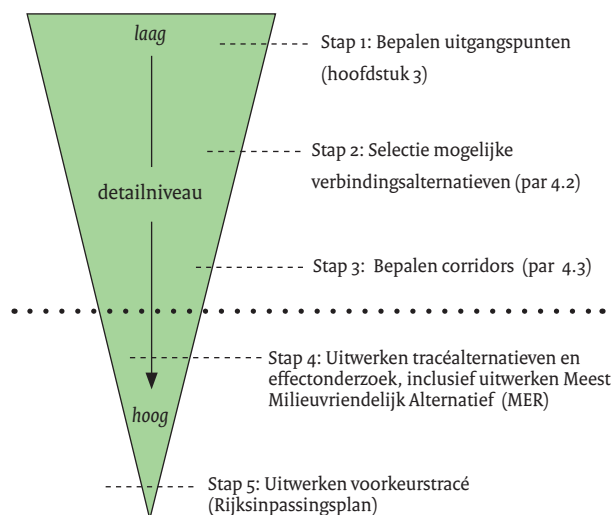 laag
Stap 1: Bepalen uitgangspunten
(hoofdstuk 3)
Stap 2: Selectie mogelijke
verbindingsalternatieven (par 4.2)
detailniveau
Stap 3: Bepalen corridors (par 4.3)
Stap 4: Uitwerken tracéalternatieven en
effectonderzoek, inclusief uitwerken Meest
Milieuvriendelijk Alternatief (MER)
hoog
Stap 5: Uitwerken voorkeurstracé
(Rijksinpassingsplan)